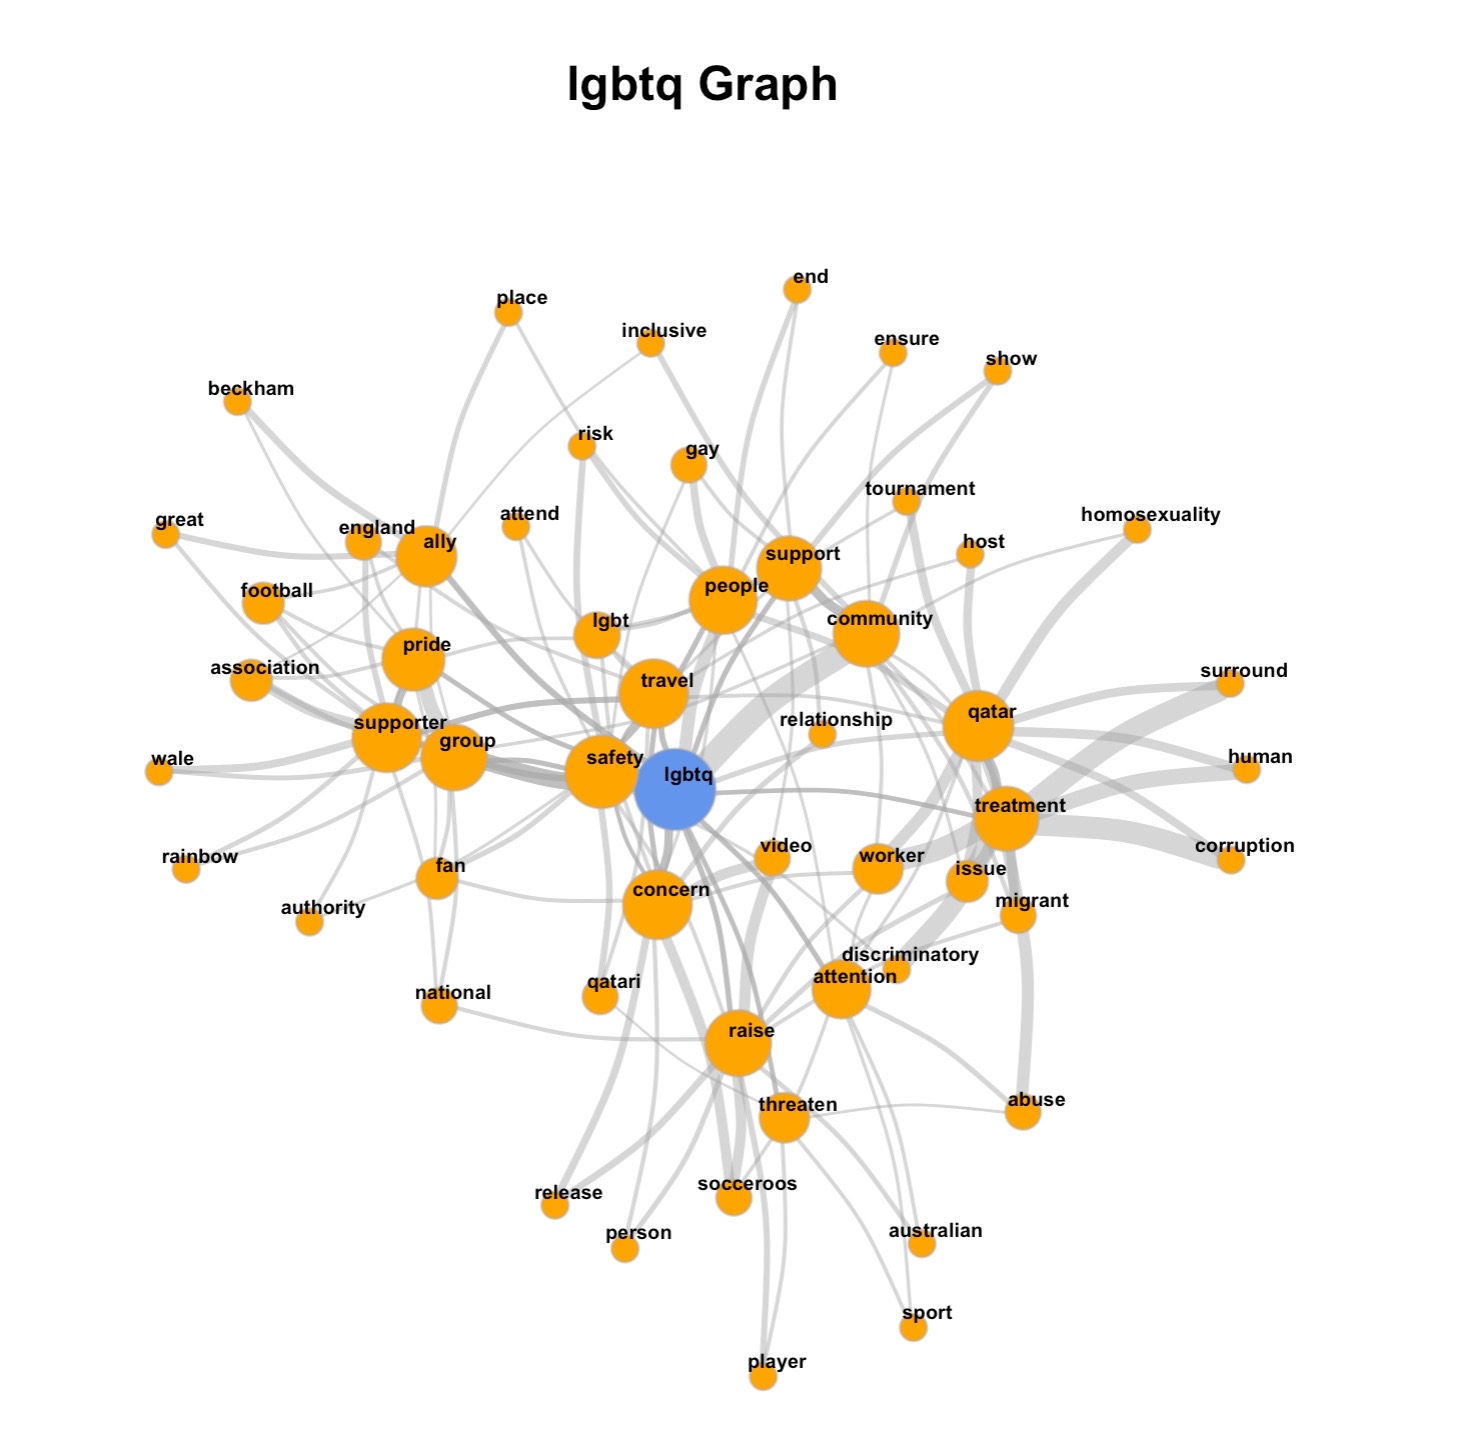 lgbtq Graph
end
place
inclusive
ensure
show
beckham
risk
gay
tournament
attend
homosexuality
great
england
ally
host
support
people
football
lgbt
community
pride
association
surround
travel
qatar
relationship
supporter
group
safety
human
wale
lgbtq
treatment
video
corruption
rainbow
worker
fan
issue
concern
migrant
authority
discriminatory
attention
qatari
national
raise
threaten
abuse
socceroos
release
person
australian
sport
player